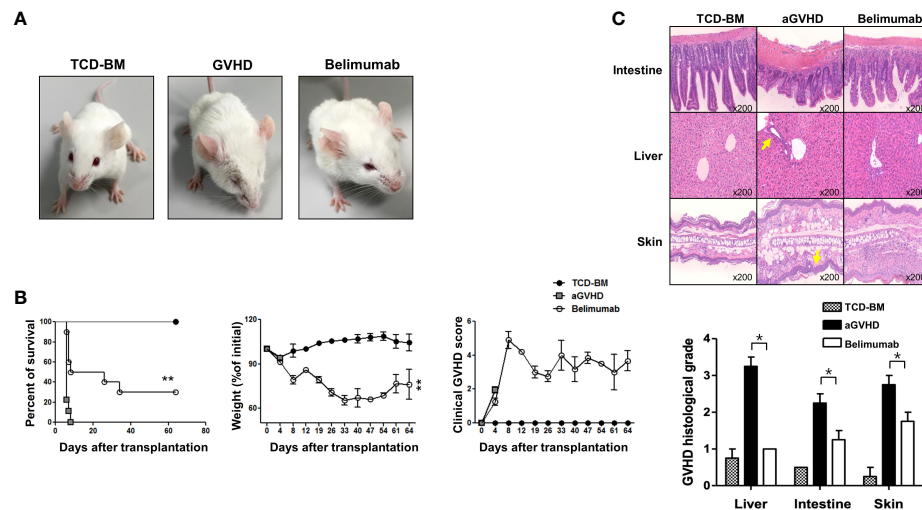 A
TCD-BM GVHD Belimumab
B
TCD-BM
aGVHD
Belimumab
Percent of survival
100
80
60
40
20
0
0 20 40 60 80
**
Days after transplantation
Weight (%of initial)
120
90
60
0 4 8 12 19 26 33 40 47 54 61 64
**
Days after transplantation
Clinical GVHD score
6
4
2
0
0 4 8 12 19 26 33 40 47 54 61 64
Days after transplantation
C
TCD-BM aGVHD Belimumab
Intestine
x200 x200 x200
Liver
x200 x200 x200
Skin
x200 x200 x200
TCD-BM
aGVHD
Belimumab
GVHD histological grade
4
3
2
1
0
* * *
Liver Intestine Skin